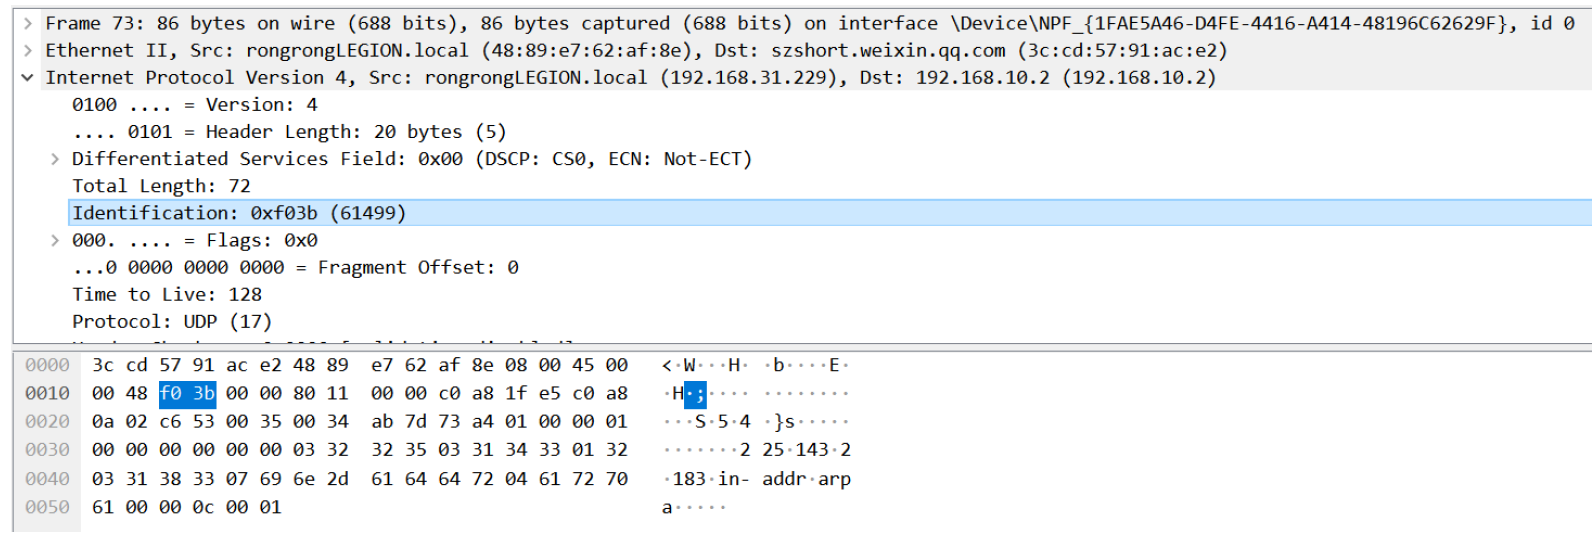 > Frame 73: 86 bytes on wire (688 bits), 86 bytes captured (688 bits) on interface \Device\NPF_{1FAE5A46-D4FE-4416-A414-48196C62629F}, id 0
> Ethernet II, Src: rongrongLEGION.local (48:89:e7:62:af:8e), Dst: szshort.weixin.qq.com (3c:cd:57:91:ac:e2)
Internet Protocol Version 4, Src: rongrongLEGION.local (192.168.31.229), Dst: 192.168.10.2 (192.168.10.2)
0100 .... = Version: 4
.... 0101 = Header Length: 20 bytes (5)
> Differentiated Services Field: 0x00 (DSCP: CS0, ECN: Not-ECT)
Total Length: 72
Identification: 0xf03b (61499)
> 000. .... = Flags: 0x0
...0 0000 0000 0000 = Fragment Offset: 0
Time to Live: 128
Protocol: UDP (17)
0000 3c cd 57 91 ac e2 48 89 e7 62 af 8e 08 00 45 00 <·W···H· ·b····E·
0010 00 48 f0 3b 00 00 80 11 00 00 c0 a8 1f e5 c0 a8 ·H·;···· ········
0020 0a 02 c6 53 00 35 00 34 ab 7d 73 a4 01 00 00 01 ···S·5·4 ·}s·····
0030 00 00 00 00 00 00 03 32 32 35 03 31 34 33 01 32 ·······2 25·143·2
0040 03 31 38 33 07 69 6e 2d 61 64 64 72 04 61 72 70 ·183·in- addr·arp
0050 61 00 00 0c 00 01 a·····